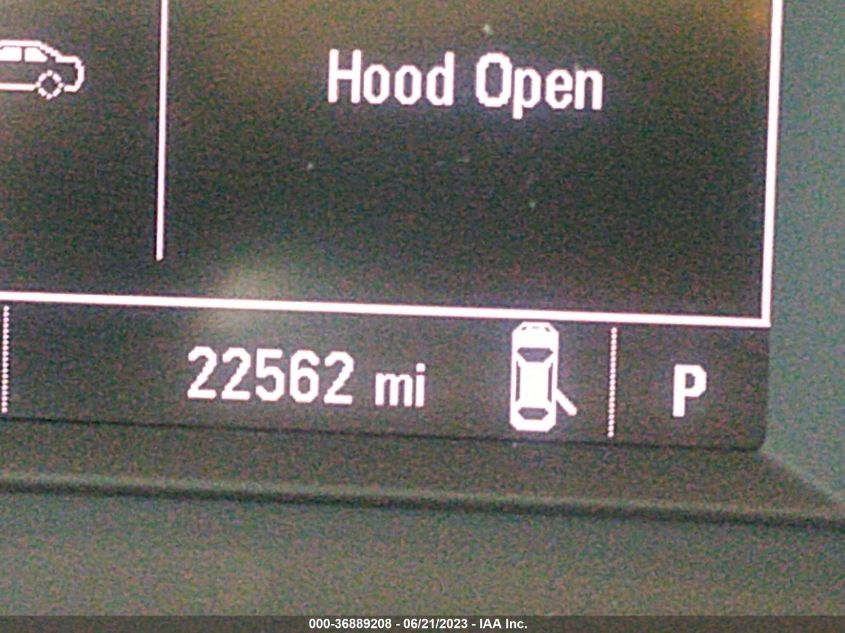 Hood Open
22562 mi
P
000-36889208 - 06/21/2023 - IAA Inc.